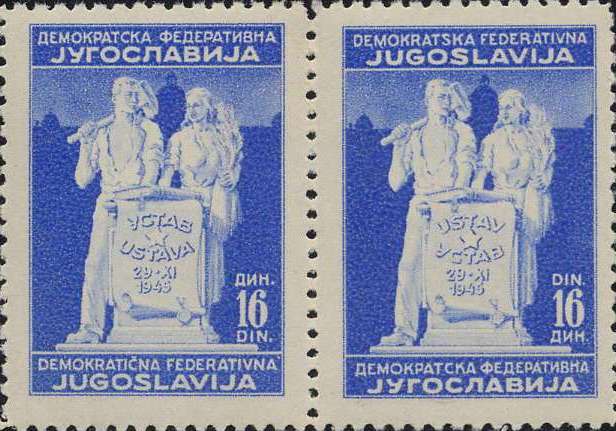 ДЕМОКРАТСКА ФЕДЕРАТИВНА
ЈУГОСЛАВИЈА
УСТАВ
USTAVA
29·XI
1945
ДИН.
16
DIN.
DEMOKRATIČNA FEDERATIVNA
JUGOSLAVIJA
DEMOKRATSKA FEDERATIVNA
JUGOSLAVIJA
USTAV
УСТАВ
29·XI
1945
DIN.
16
ДИН.
ДЕМОКРАТСКА ФЕДЕРАТИВНА
ЈУГОСЛАВИЈА